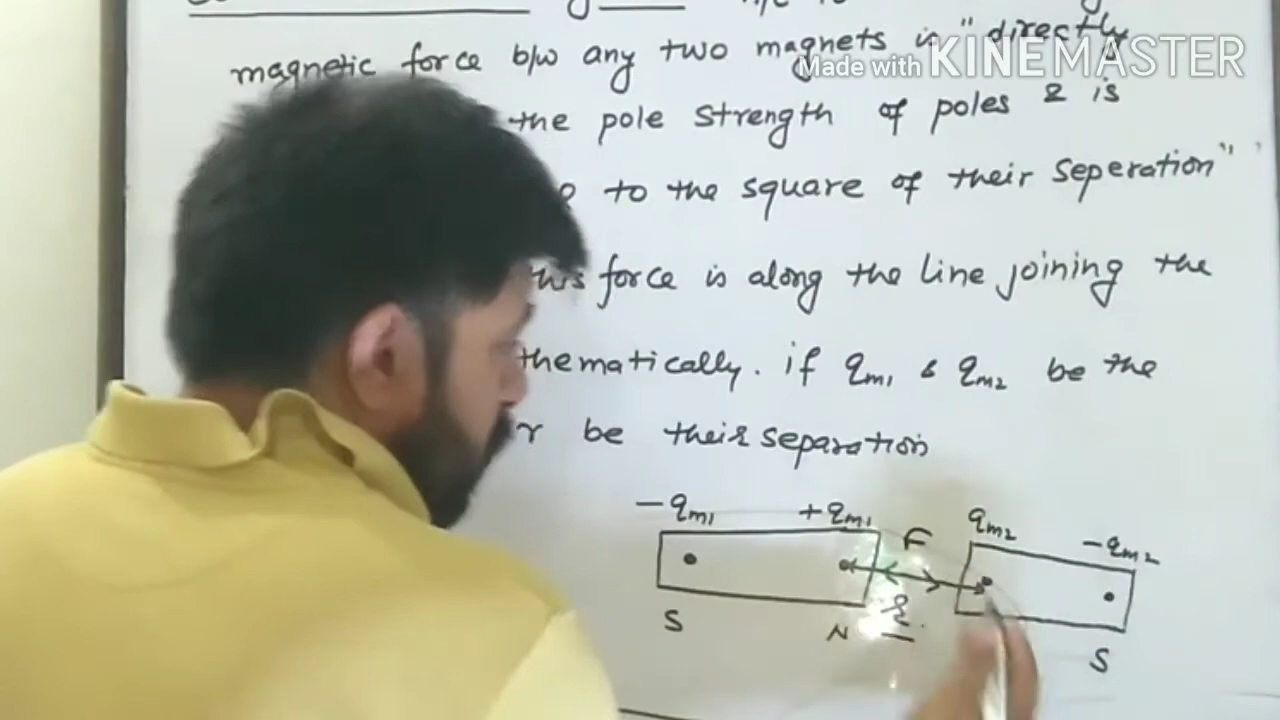 magnetic force b/w any two magnets is "directly
Made with KINEMASTER
the pole strength of poles & is
to the square of their seperation"
force is along the line joining the
thematically. if qm1 & qm2 be the
r be their separation
-qm1 +qm1 F qm2 -qm2
r
S N S